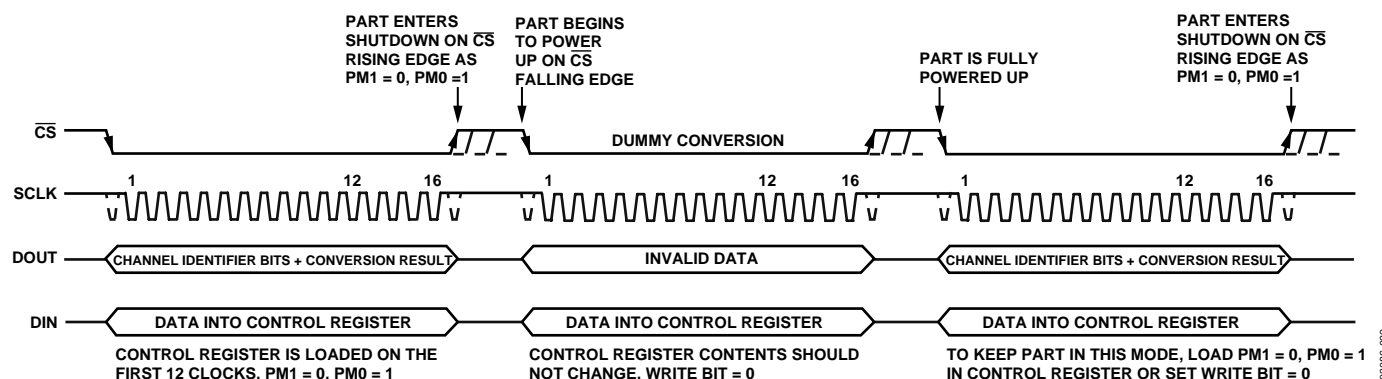 PART ENTERS
SHUTDOWN ON CS
RISING EDGE AS
PM1 = 0, PM0 =1
PART BEGINS
TO POWER
UP ON CS
FALLING EDGE
PART IS FULLY
POWERED UP
PART ENTERS
SHUTDOWN ON CS
RISING EDGE AS
PM1 = 0, PM0 =1
CS
DUMMY CONVERSION
SCLK
1 12 16
1 12 16
1 12 16
DOUT
CHANNEL IDENTIFIER BITS + CONVERSION RESULT
INVALID DATA
CHANNEL IDENTIFIER BITS + CONVERSION RESULT
DIN
DATA INTO CONTROL REGISTER
DATA INTO CONTROL REGISTER
DATA INTO CONTROL REGISTER
CONTROL REGISTER IS LOADED ON THE
FIRST 12 CLOCKS, PM1 = 0, PM0 = 1
CONTROL REGISTER CONTENTS SHOULD
NOT CHANGE, WRITE BIT = 0
TO KEEP PART IN THIS MODE, LOAD PM1 = 0, PM0 = 1
IN CONTROL REGISTER OR SET WRITE BIT = 0